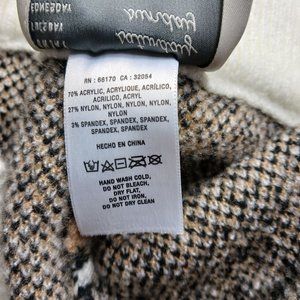 RN : 66170 CA : 32054
70% ACRYLIC, ACRYLIQUE, ACRÍLICO,
ACRILICO, ACRYL
27% NYLON, NYLON, NYLON, NYLON,
NYLON
3% SPANDEX, SPANDEX, SPANDEX,
SPANDEX, SPANDEX
HECHO EN CHINA
HAND WASH COLD,
DO NOT BLEACH,
DRY FLAT,
DO NOT IRON,
DO NOT DRY CLEAN